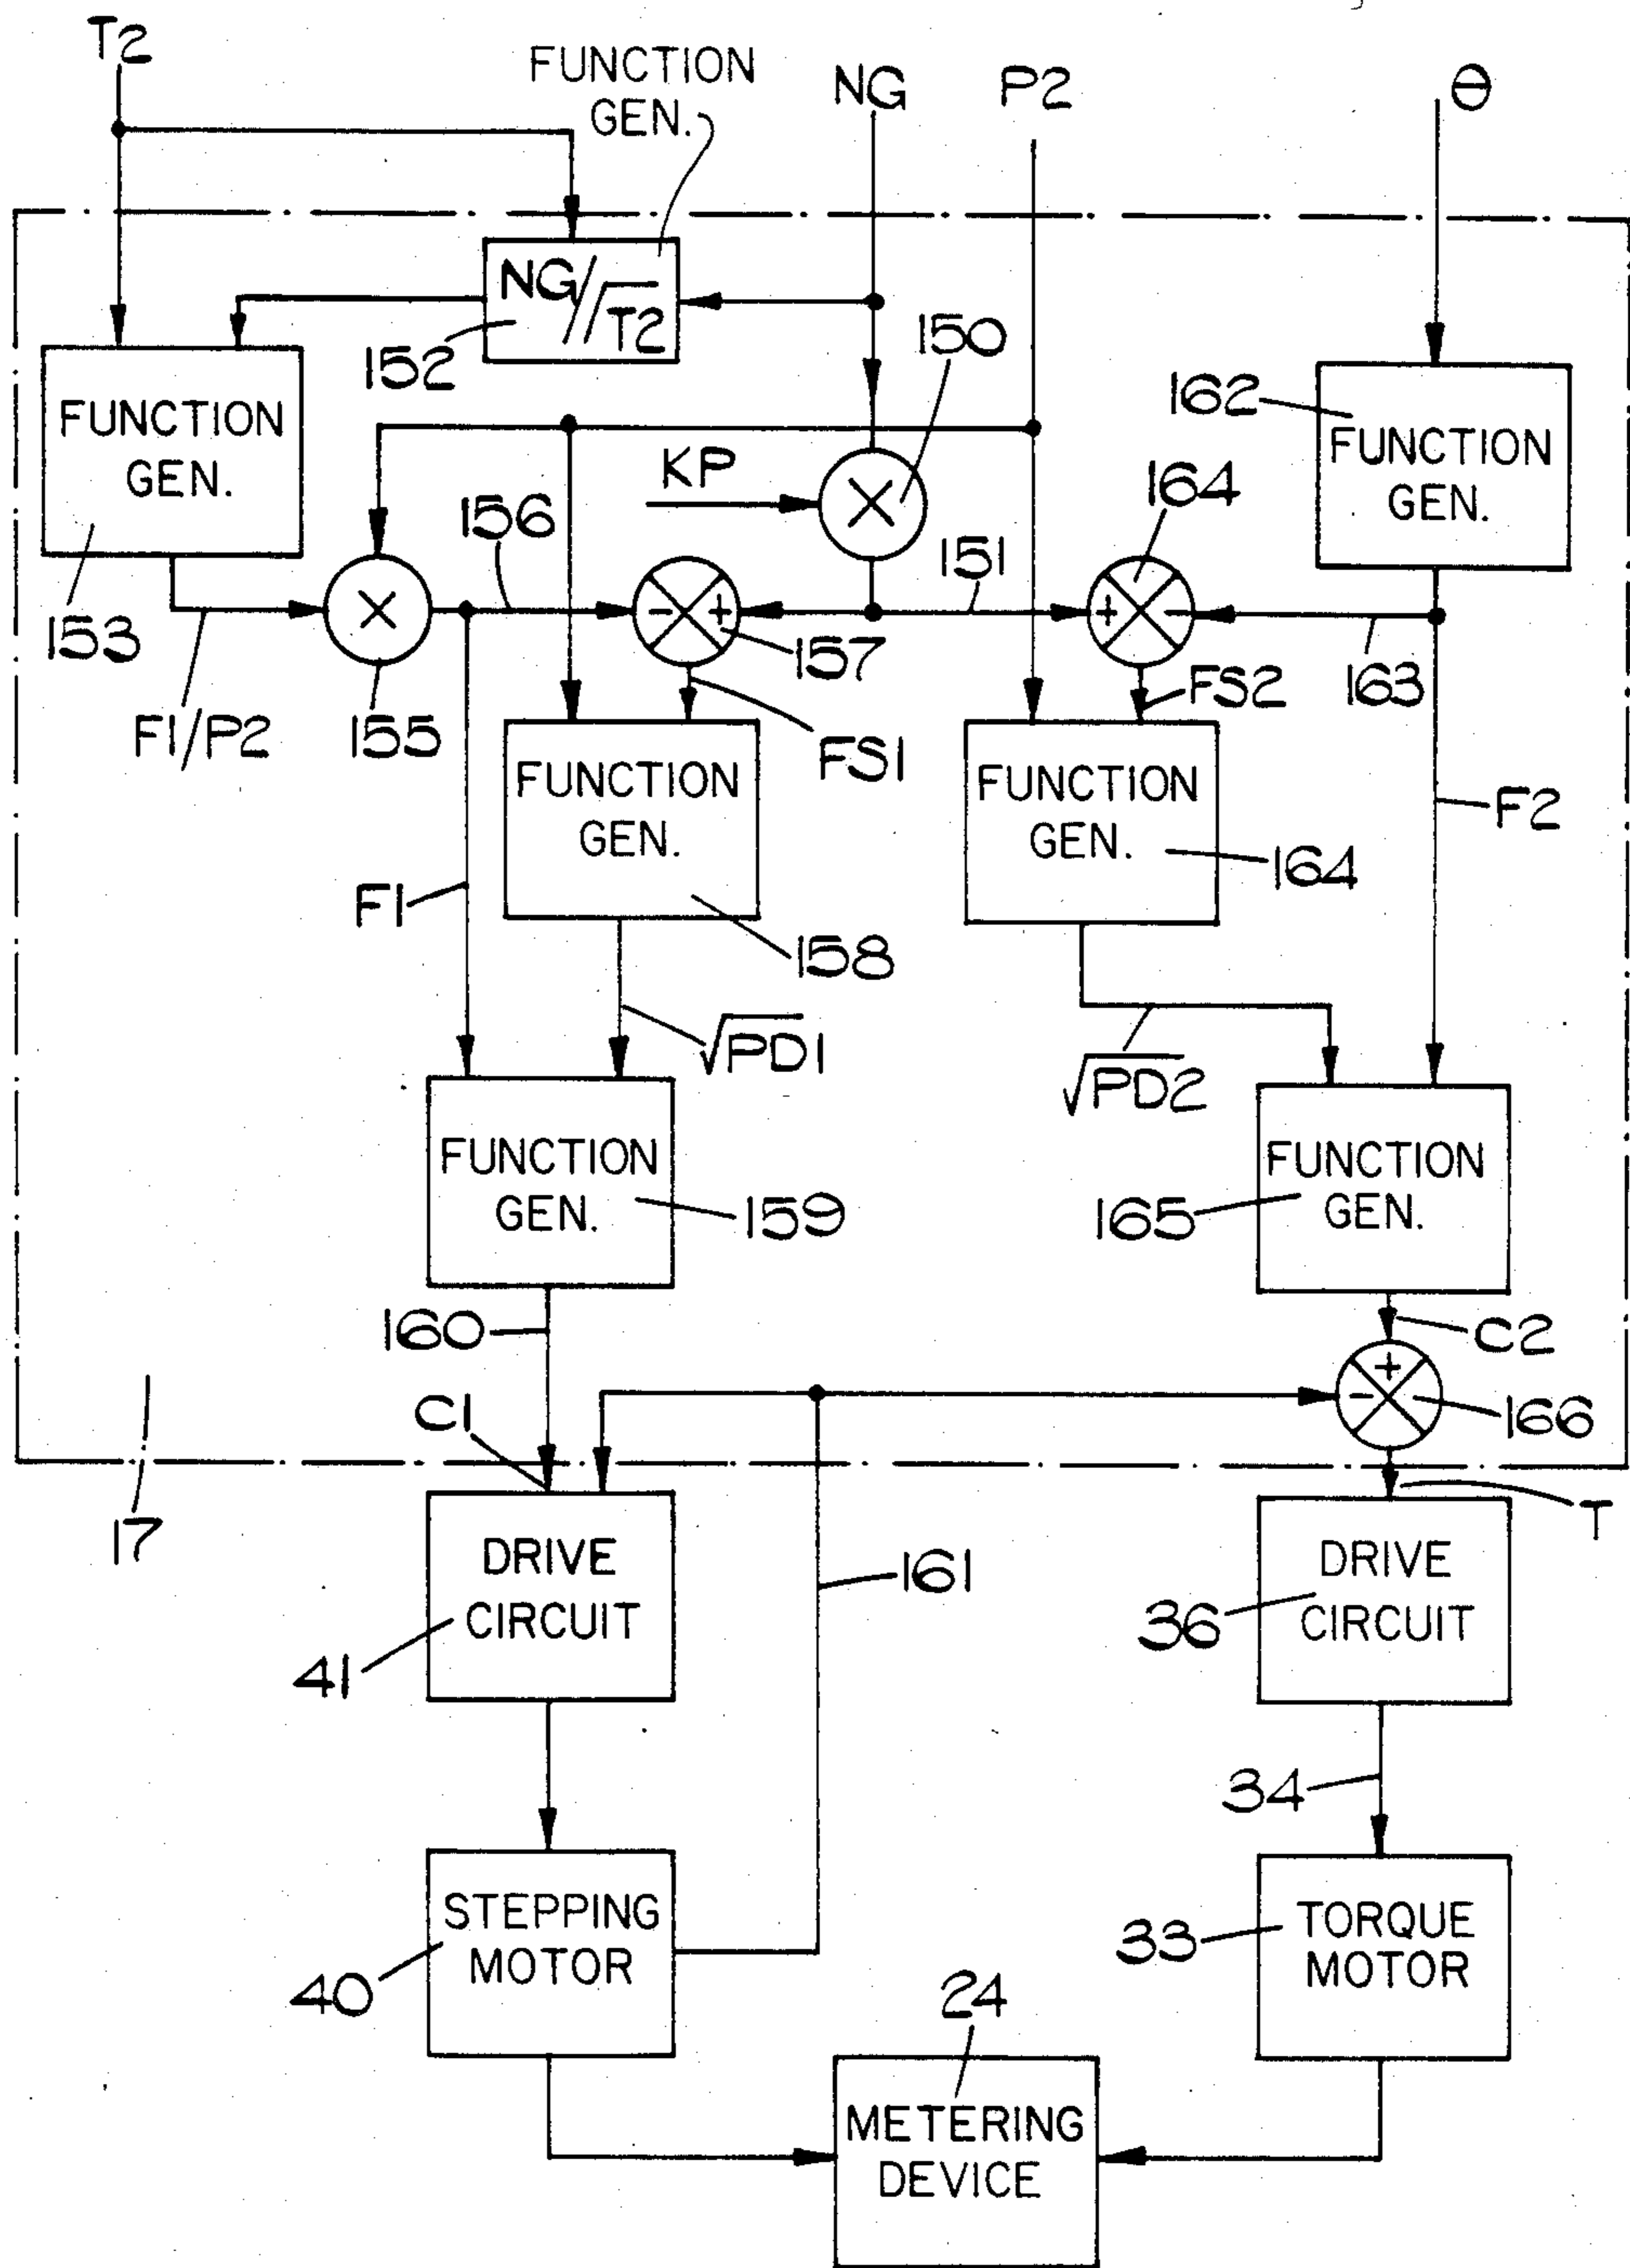 T2
FUNCTION
GEN.
NG
P2
θ
NG/√T2
152
150
162
FUNCTION
GEN.
FUNCTION
GEN.
KP
164
156
151
153
155
157
163
F1/P2
FS1
FS2
FUNCTION
GEN.
FUNCTION
GEN.
F2
F1
158
164
√PD1
√PD2
FUNCTION
GEN.
FUNCTION
GEN.
159
165
160
C2
C1
166
17
T
DRIVE
CIRCUIT
161
DRIVE
CIRCUIT
41
36
34
STEPPING
MOTOR
TORQUE
MOTOR
40
33
24
METERING
DEVICE